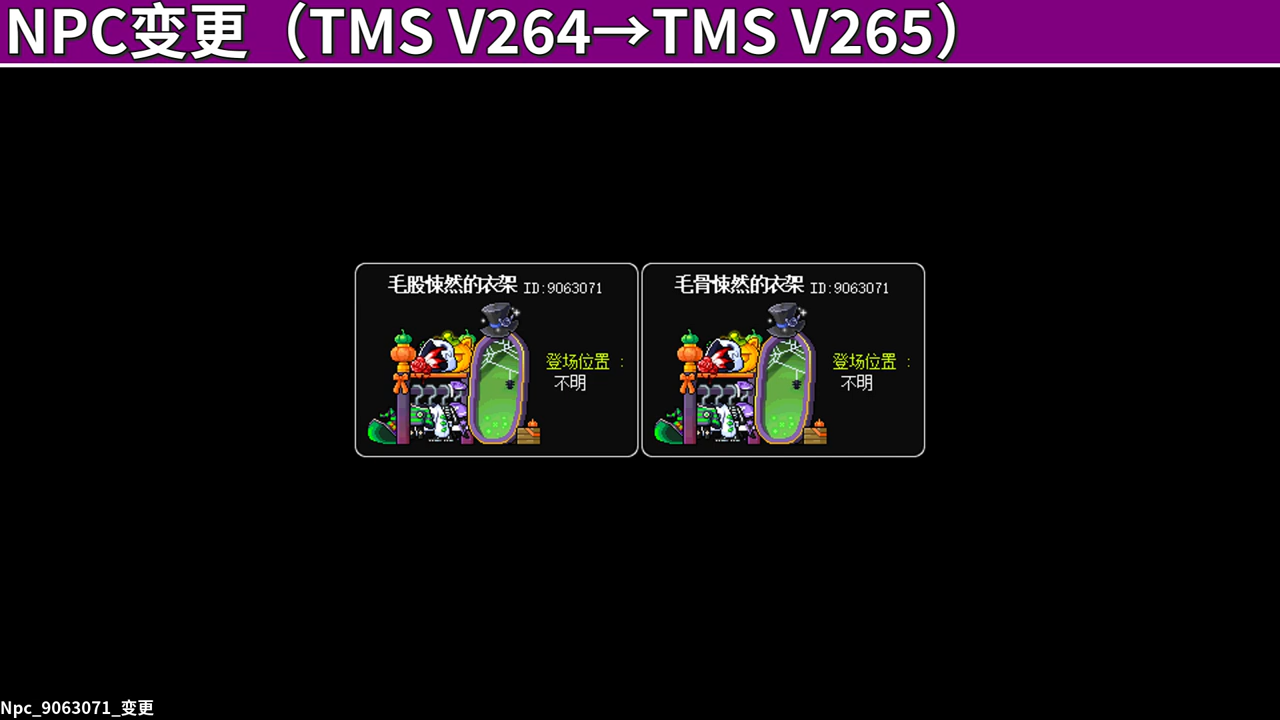 NPC变更（TMS V264→TMS V265）
毛股悚然的衣架 ID:9063071
登场位置：
不明
毛骨悚然的衣架 ID:9063071
登场位置：
不明
Npc_9063071_变更